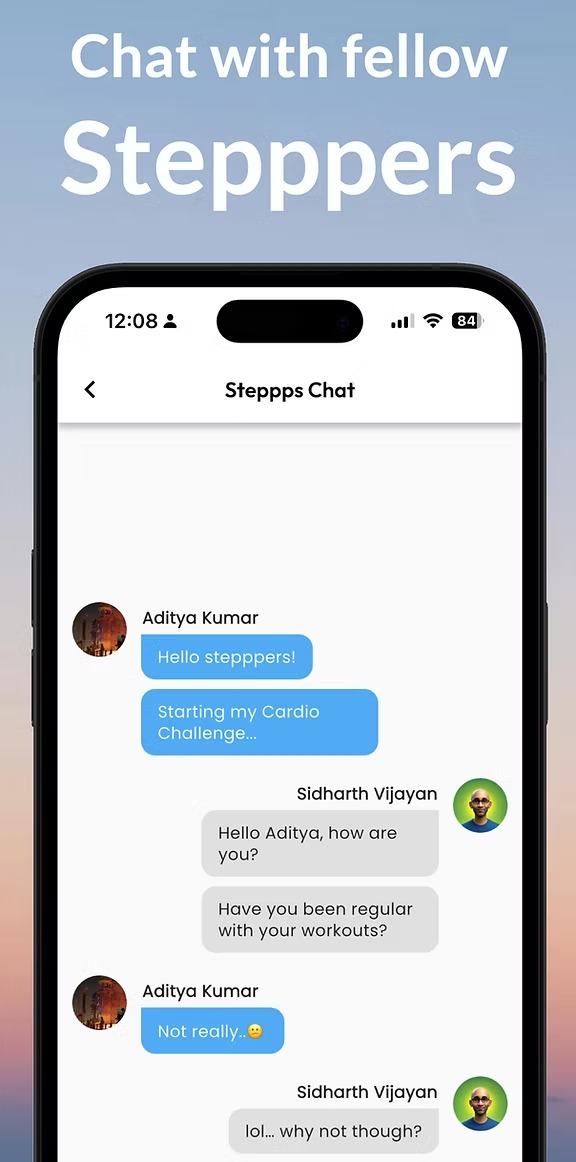 Chat with fellow
Stepppers
12:08
84
Steppps Chat
Aditya Kumar
Hello stepppers!
Starting my Cardio
Challenge...
Sidharth Vijayan
Hello Aditya, how are
you?
Have you been regular
with your workouts?
Aditya Kumar
Not really..😕
Sidharth Vijayan
lol... why not though?